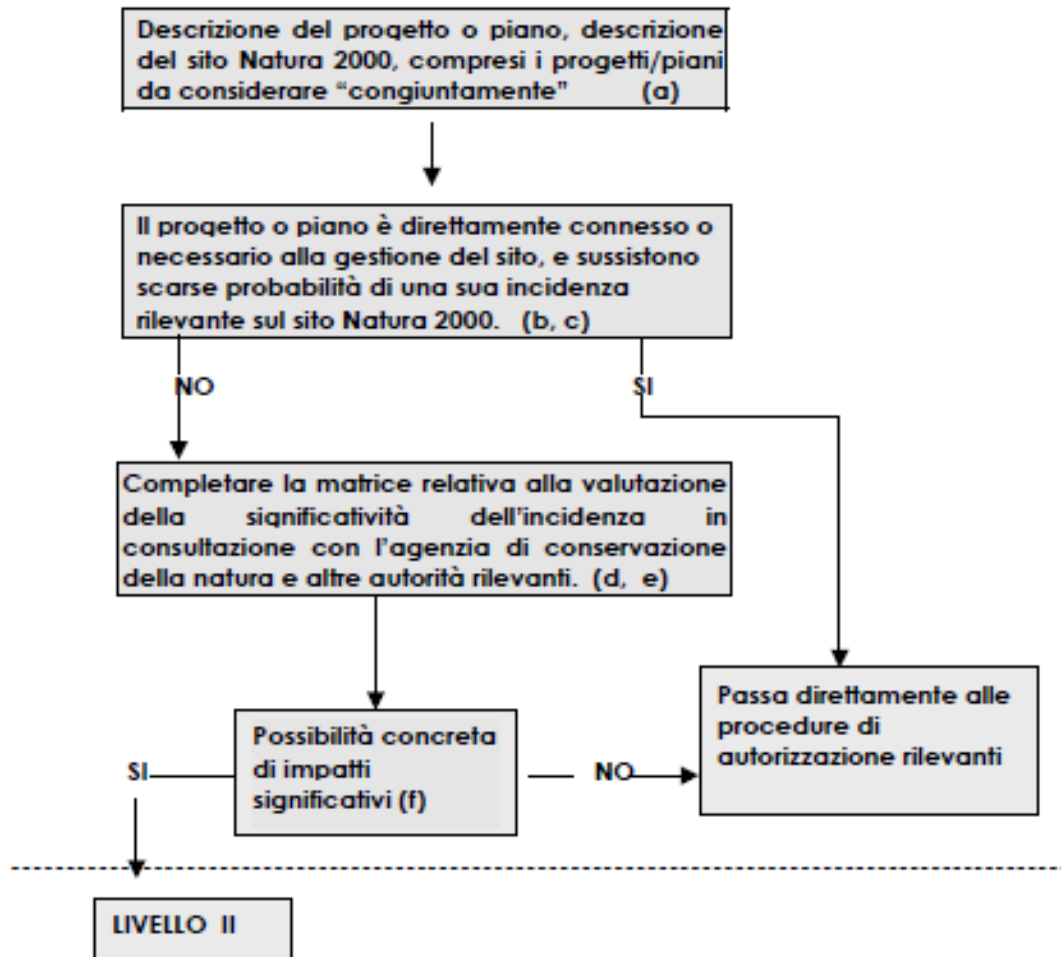 Descrizione del progetto o piano, descrizione
del sito Natura 2000, compresi i progetti/piani
da considerare “congiuntamente” (a)
Il progetto o piano è direttamente connesso o
necessario alla gestione del sito, e sussistono
scarse probabilità di una sua incidenza
rilevante sul sito Natura 2000. (b, c)
NO
SI
Completare la matrice relativa alla valutazione
della significatività dell’incidenza in
consultazione con l’agenzia di conservazione
della natura e altre autorità rilevanti. (d, e)
Possibilità concreta
di impatti
significativi (f)
SI
NO
Passa direttamente alle
procedure di
autorizzazione rilevanti
LIVELLO II